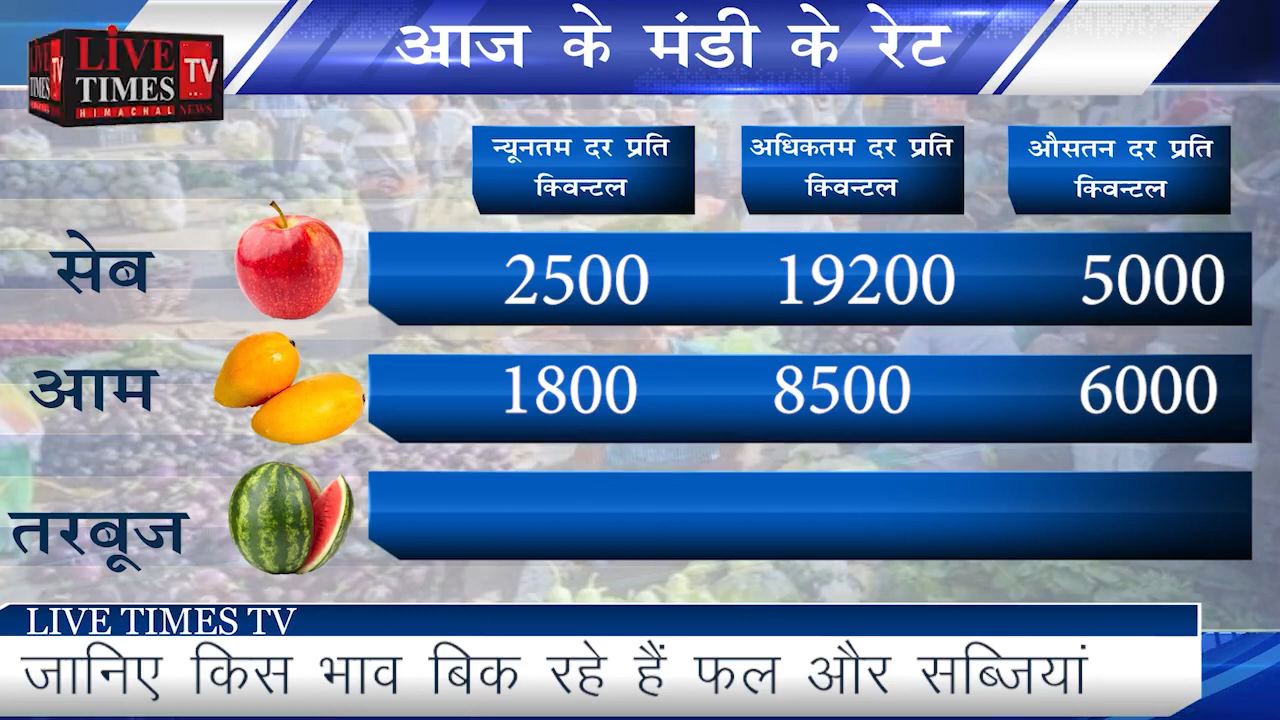 आज के मंडी के रेट
LIVE
TIMES
TV
HIMACHAL NEWS
न्यूनतम दर प्रति
क्विन्टल
अधिकतम दर प्रति
क्विन्टल
औसतन दर प्रति
क्विन्टल
सेब 2500 19200 5000
आम 1800 8500 6000
तरबूज
LIVE TIMES TV
जानिए किस भाव बिक रहे हैं फल और सब्जियां